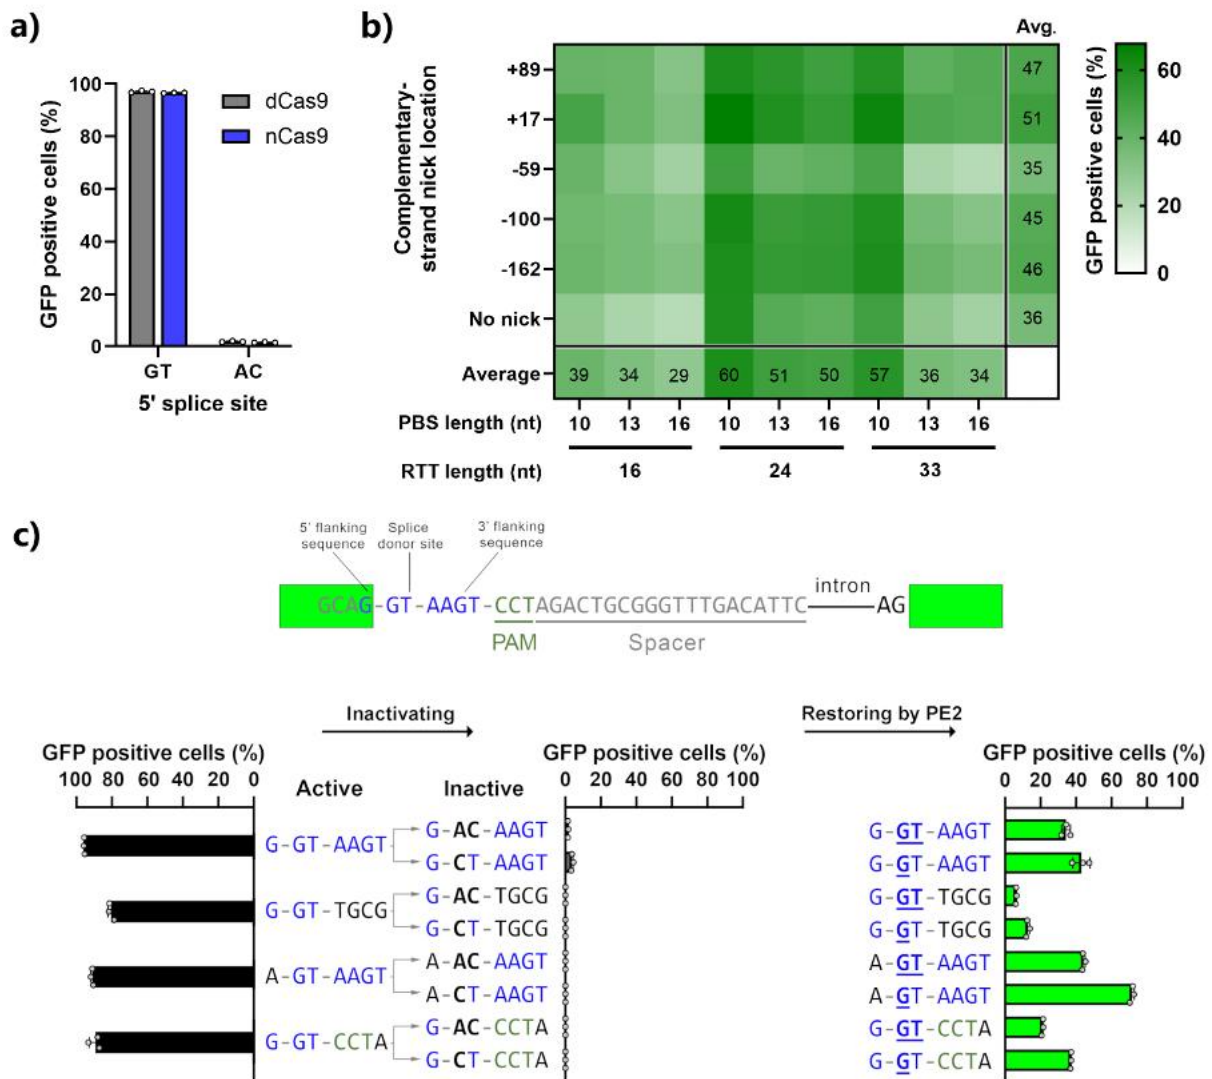 a)
GFP positive cells (%)
100
80
60
40
20
0
dCas9
nCas9
GT AC
5' splice site
b)
Complementary-
strand nick location
Avg.
+89 47
+17 51
-59 35
-100 45
-162 46
No nick 36
Average 39 34 29 60 51 50 57 36 34
PBS length (nt) 10 13 16 10 13 16 10 13 16
RTT length (nt) 16 24 33
GFP positive cells (%)
60
40
20
0
c)
5' flanking
sequence
Splice
donor site
3' flanking
sequence
GCAG-GT-AAGT-CCTAGACTGCGGGTTTGACATTC intron AG
PAM Spacer
Inactivating
Restoring by PE2
GFP positive cells (%)
100 80 60 40 20 0
Active
Inactive
GFP positive cells (%)
0 20 40 60 80 100
GFP positive cells (%)
0 20 40 60 80 100
G-GT-AAGT
G-AC-AAGT
G-CT-AAGT
G-GT-TGCG
G-AC-TGCG
G-CT-TGCG
A-GT-AAGT
A-AC-AAGT
A-CT-AAGT
G-GT-CCTA
G-AC-CCTA
G-CT-CCTA
G-GT-AAGT
G-GT-AAGT
G-GT-TGCG
G-GT-TGCG
A-GT-AAGT
A-GT-AAGT
G-GT-CCTA
G-GT-CCTA